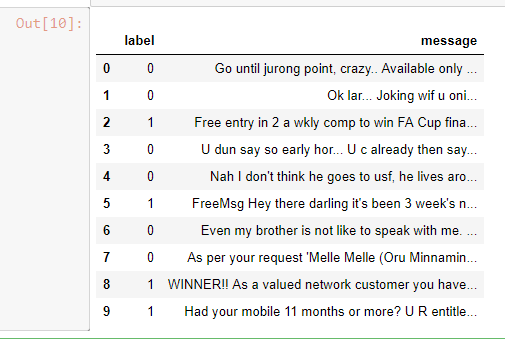 Out[10]:
label message
0 0 Go until jurong point, crazy.. Available only ...
1 0 Ok lar... Joking wif u oni...
2 1 Free entry in 2 a wkly comp to win FA Cup fina...
3 0 U dun say so early hor... U c already then say...
4 0 Nah I don't think he goes to usf, he lives aro...
5 1 FreeMsg Hey there darling it's been 3 week's n...
6 0 Even my brother is not like to speak with me. ...
7 0 As per your request 'Melle Melle (Oru Minnamin...
8 1 WINNER!! As a valued network customer you have...
9 1 Had your mobile 11 months or more? U R entitle...